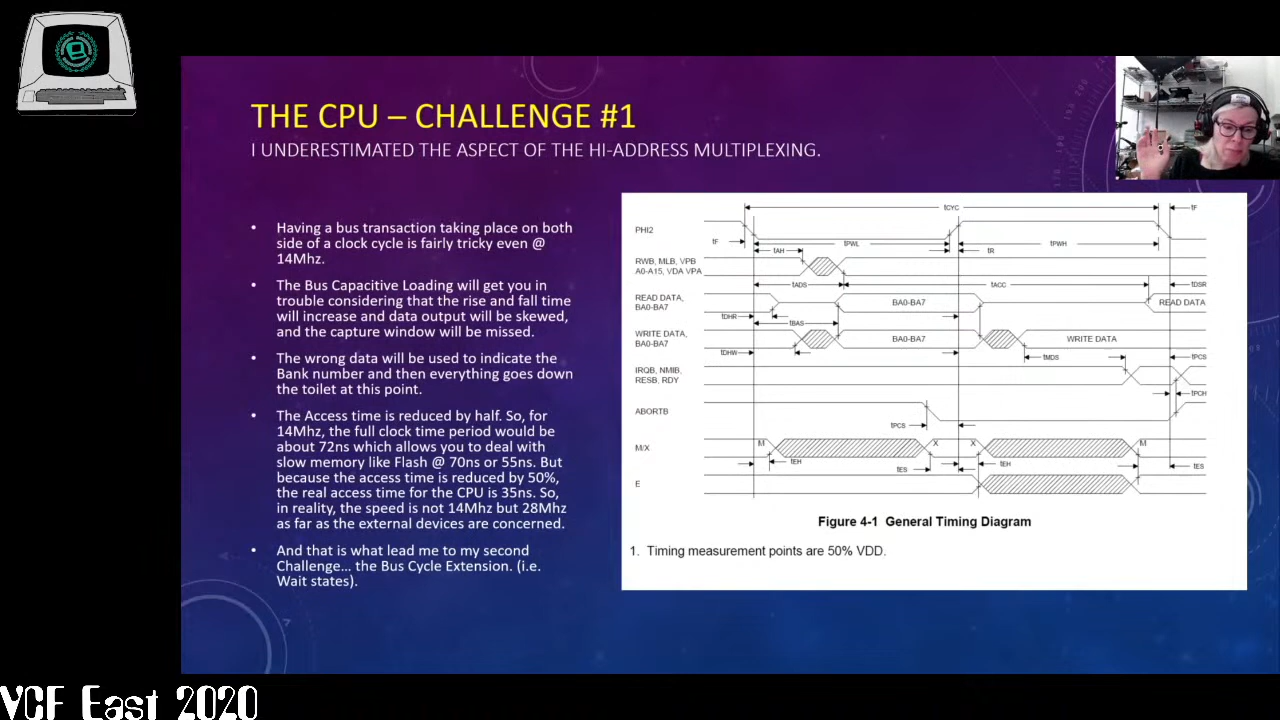 THE CPU – CHALLENGE #1
I UNDERESTIMATED THE ASPECT OF THE HI-ADDRESS MULTIPLEXING.
• Having a bus transaction taking place on both
side of a clock cycle is fairly tricky even @
14Mhz.
• The Bus Capacitive Loading will get you in
trouble considering that the rise and fall time
will increase and data output will be skewed,
and the capture window will be missed.
• The wrong data will be used to indicate the
Bank number and then everything goes down
the toilet at this point.
• The Access time is reduced by half. So, for
14Mhz, the full clock time period would be
about 72ns which allows you to deal with
slow memory like Flash @ 70ns or 55ns. But
because the access time is reduced by 50%,
the real access time for the CPU is 35ns. So,
in reality, the speed is not 14Mhz but 28Mhz
as far as the external devices are concerned.
• And that is what lead me to my second
Challenge… the Bus Cycle Extension. (i.e.
Wait states).
tCYC
tF
PHI2
tF
tPWL
tR
tPWH
tAH
RWB, MLB, VPB
A0-A15, VDA VPA
tADS
tACC
tDSR
READ DATA,
BA0-BA7
BA0-BA7
READ DATA
tDHR
tBAS
WRITE DATA,
BA0-BA7
BA0-BA7
WRITE DATA
tDHW
tMDS
tPCS
IRQB, NMIB,
RESB, RDY
tPCH
ABORTB
tPCS
M/X
M
X
X
M
tEH
tES
tEH
tES
E
Figure 4-1 General Timing Diagram
1. Timing measurement points are 50% VDD.
VCF East 2020